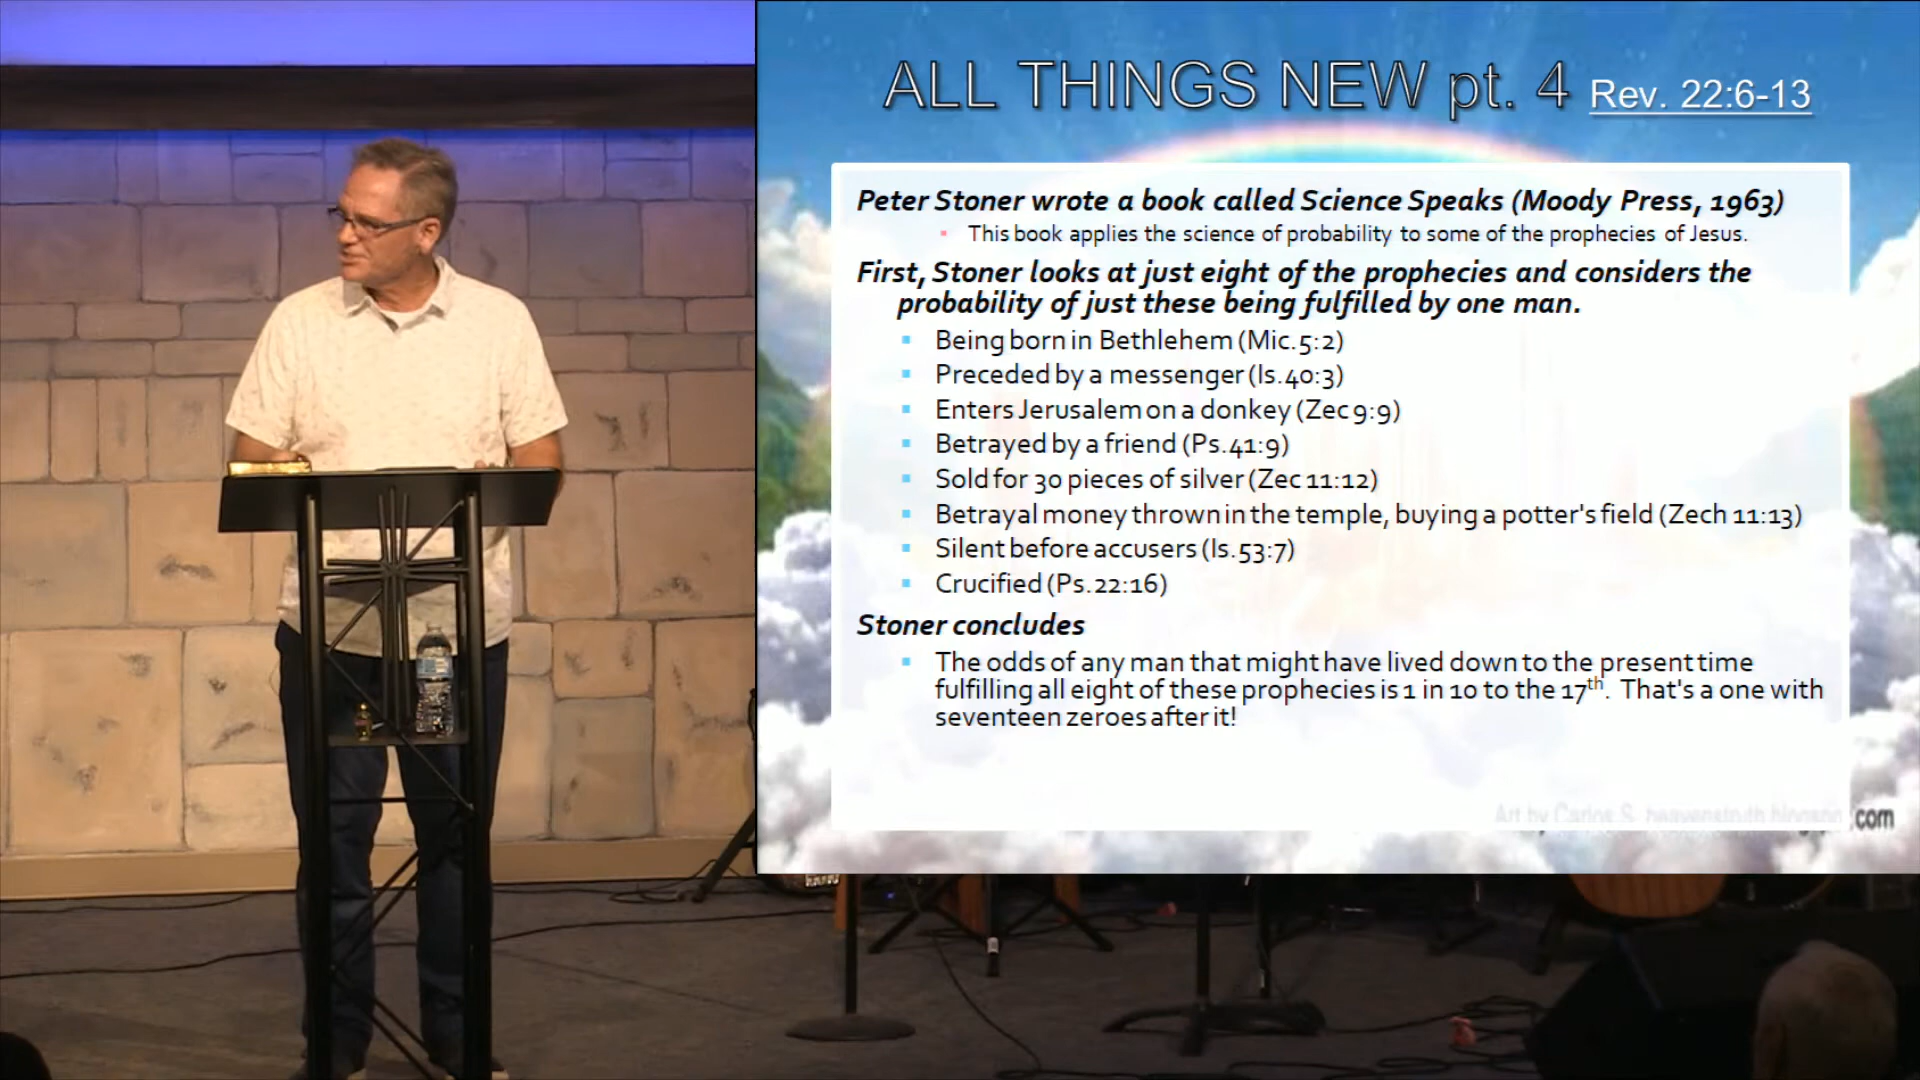 ALL THINGS NEW pt. 4 Rev. 22:6-13
Peter Stoner wrote a book called Science Speaks (Moody Press, 1963)
This book applies the science of probability to some of the prophecies of Jesus.
First, Stoner looks at just eight of the prophecies and considers the
probability of just these being fulfilled by one man.
Being born in Bethlehem (Mic. 5:2)
Preceded by a messenger (Is. 40:3)
Enters Jerusalem on a donkey (Zec 9:9)
Betrayed by a friend (Ps. 41:9)
Sold for 30 pieces of silver (Zec 11:12)
Betrayal money thrown in the temple, buying a potter's field (Zech 11:13)
Silent before accusers (Is. 53:7)
Crucified (Ps. 22:16)
Stoner concludes
The odds of any man that might have lived down to the present time
fulfilling all eight of these prophecies is 1 in 10 to the 17th. That's a one with
seventeen zeroes after it!
Art by Carlos S. heavenstruth.blogspot.com